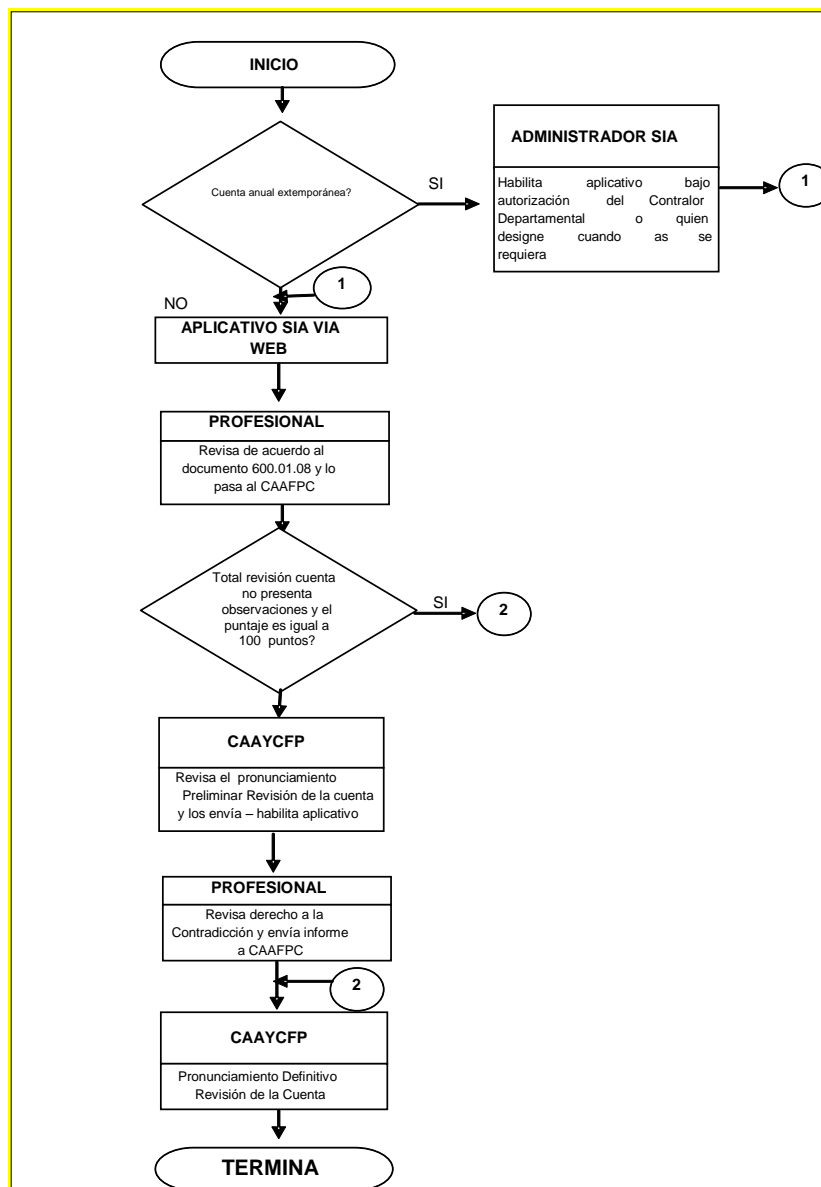 INICIO
Cuenta anual extemporánea?
SI
ADMINISTRADOR SIA
Habilita aplicativo bajo
autorización del Contralor
Departamental o quien
designe cuando as se
requiera
1
1
NO
APLICATIVO SIA VIA
WEB
PROFESIONAL
Revisa de acuerdo al
documento 600.01.08 y lo
pasa al CAAFPC
Total revisión cuenta
no presenta
observaciones y el
puntaje es igual a
100 puntos?
SI
2
CAAYCFP
Revisa el pronunciamiento
Preliminar Revisión de la cuenta
y los envía – habilita aplicativo
PROFESIONAL
Revisa derecho a la
Contradicción y envía informe
a CAAFPC
2
CAAYCFP
Pronunciamiento Definitivo
Revisión de la Cuenta
TERMINA